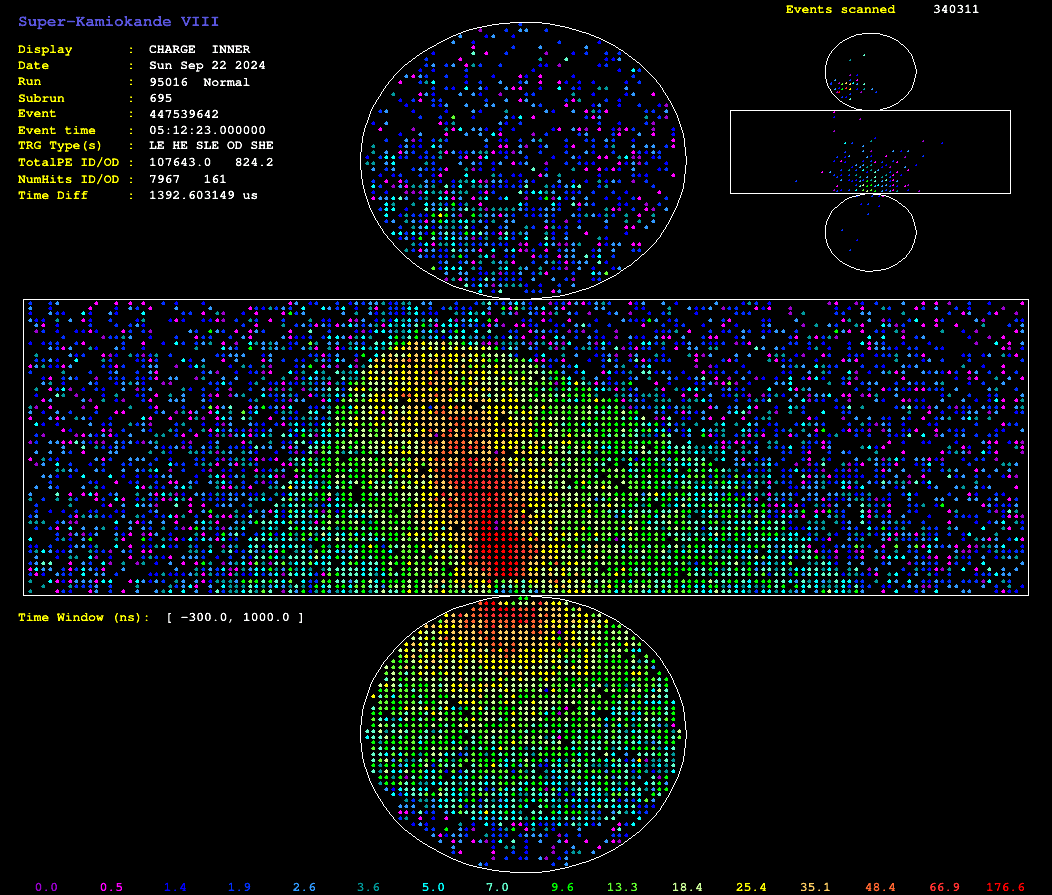 Super-Kamiokande VIII
Events scanned 340311
Display : CHARGE INNER
Date : Sun Sep 22 2024
Run : 95016 Normal
Subrun : 695
Event : 447539642
Event time : 05:12:23.000000
TRG Type(s) : LE HE SLE OD SHE
TotalPE ID/OD : 107643.0 824.2
NumHits ID/OD : 7967 161
Time Diff : 1392.603149 us
Time Window (ns): [ -300.0, 1000.0 ]
0.0 0.5 1.4 1.9 2.6 3.6 5.0 7.0 9.6 13.3 18.4 25.4 35.1 48.4 66.9 176.6